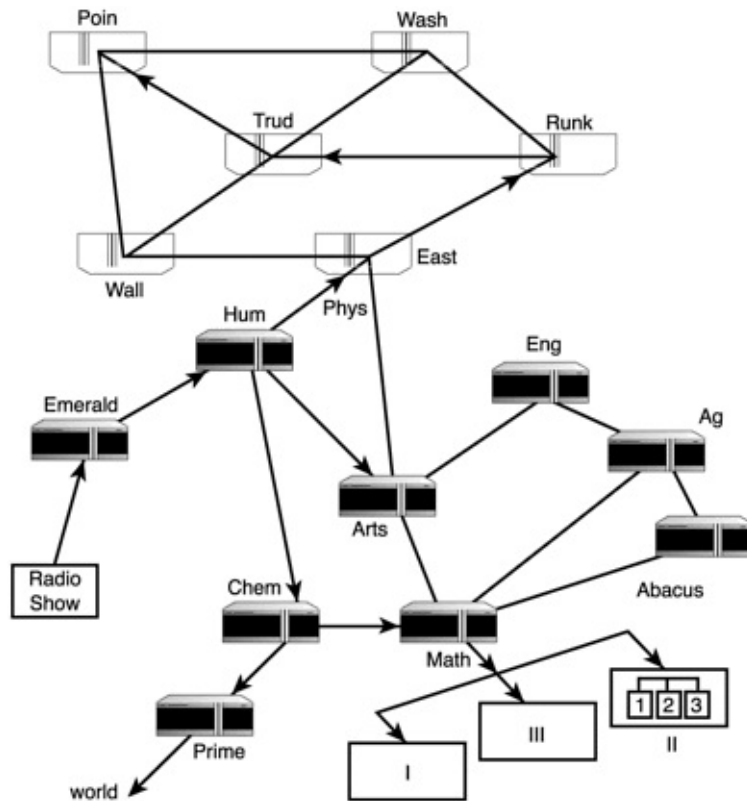 Poin
Wash
Trud
Runk
Wall
East
Phys
Hum
Eng
Emerald
Ag
Arts
Radio
Show
Chem
Abacus
Math
1 2 3
III
Prime
I
II
world